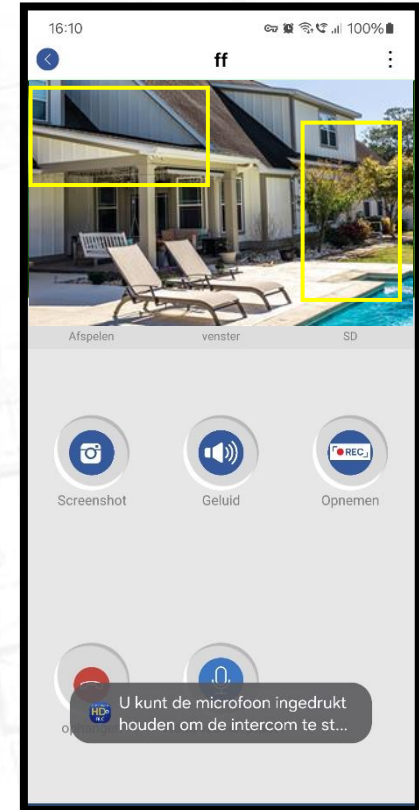 16:10
100%
ff
Afspelen venster SD
REC
Screenshot Geluid Opnemen
HD
U kunt de microfoon ingedrukt
houden om de intercom te st...